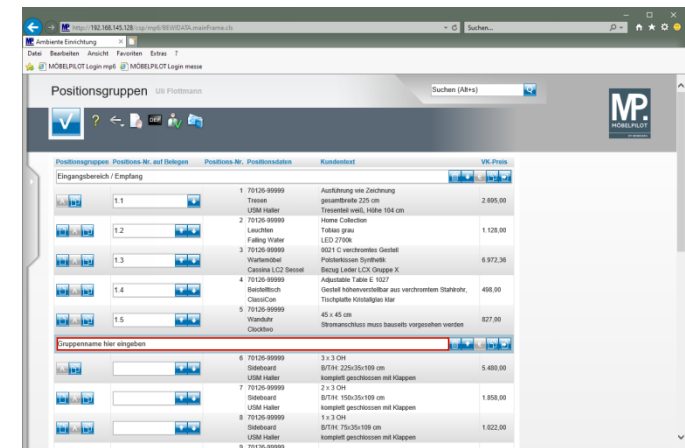 http://192.168.145.128/csp/mp6/BEWIDATA.mainFrame.cls
Suchen...
Ambiente Einrichtung
Datei Bearbeiten Ansicht Favoriten Extras ?
MÖBELPILOT Login mp6 MÖBELPILOT Login messe
Positionsgruppen Uli Flottmann
Suchen (Alt+s)
MP
MÖBELPILOT
Positionsgruppen Positions-Nr. auf Belegen Positions-Nr. Positionsdaten Kundentext VK-Preis
Eingangsbereich / Empfang
1 70126-99999 Ausführung wie Zeichnung
1.1 Tresen gesamtbreite 225 cm 2.695,00
USM Haller Tresenteil weiß, Höhe 104 cm
2 70126-99999 Home Collection
1.2 Leuchten Tobias grau 1.128,00
Falling Water LED 2700k
3 70126-99999 0021 C verchromtes Gestell
1.3 Wartemöbel Polsterkissen Synthetik 6.972,36
Cassina LC2 Sessel Bezug Leder LCX Gruppe X
4 70126-99999 Adjustable Table E 1027
1.4 Beistelltisch Gestell höhenverstellbar aus verchromtem Stahlrohr, 498,00
ClassiCon Tischplatte Kristallglas klar
5 70126-99999 45 x 45 cm
1.5 Wanduhr Stromanschluss muss bauseits vorgesehen werden 827,00
Clocktwo
Gruppenname hier eingeben
6 70126-99999 3 x 3 OH
Sideboard B/T/H: 225x35x109 cm 5.480,00
USM Haller komplett geschlossen mit Klappen
7 70126-99999 2 x 3 OH
Sideboard B/T/H: 150x35x109 cm 1.858,00
USM Haller komplett geschlossen mit Klappen
8 70126-99999 1 x 3 OH
Sideboard B/T/H: 75x35x109 cm 1.022,00
USM Haller komplett geschlossen mit Klappen
9 70126-99999